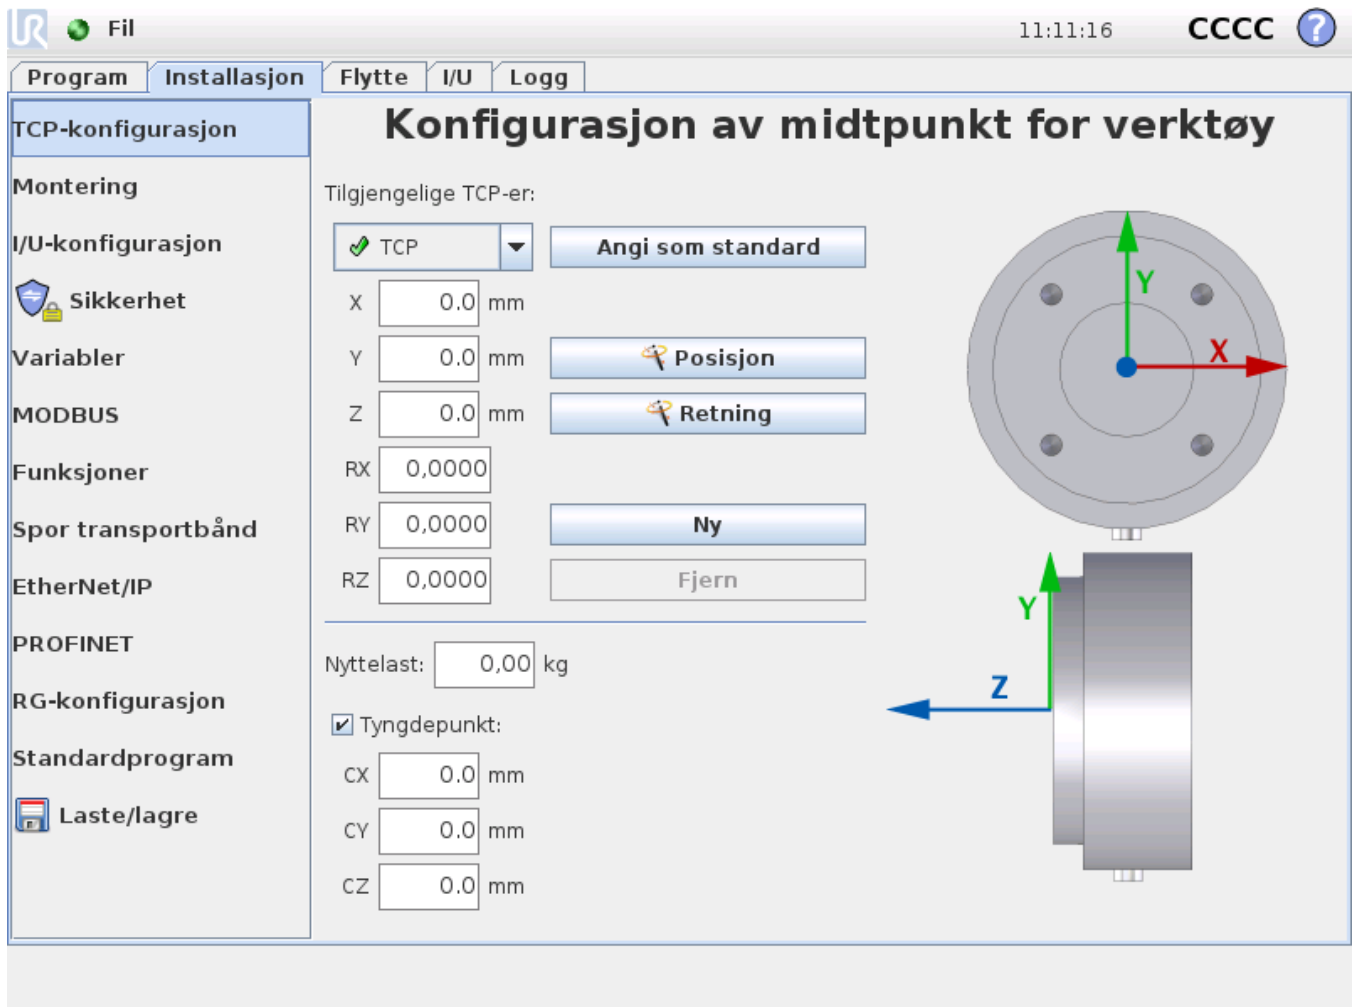 UR Fil 11:11:16 CCCC ?
Program Installasjon Flytte I/U Logg
TCP-konfigurasjon
Montering
I/U-konfigurasjon
Sikkerhet
Variabler
MODBUS
Funksjoner
Spor transportbånd
EtherNet/IP
PROFINET
RG-konfigurasjon
Standardprogram
Laste/lagre
Konfigurasjon av midtpunkt for verktøy
Tilgjengelige TCP-er:
TCP Angi som standard
X 0.0 mm
Y 0.0 mm Posisjon
Z 0.0 mm Retning
RX 0,0000
RY 0,0000 Ny
RZ 0,0000 Fjern
Nyttelast: 0,00 kg
Tyngdepunkt:
CX 0.0 mm
CY 0.0 mm
CZ 0.0 mm
Y
X
Y
Z